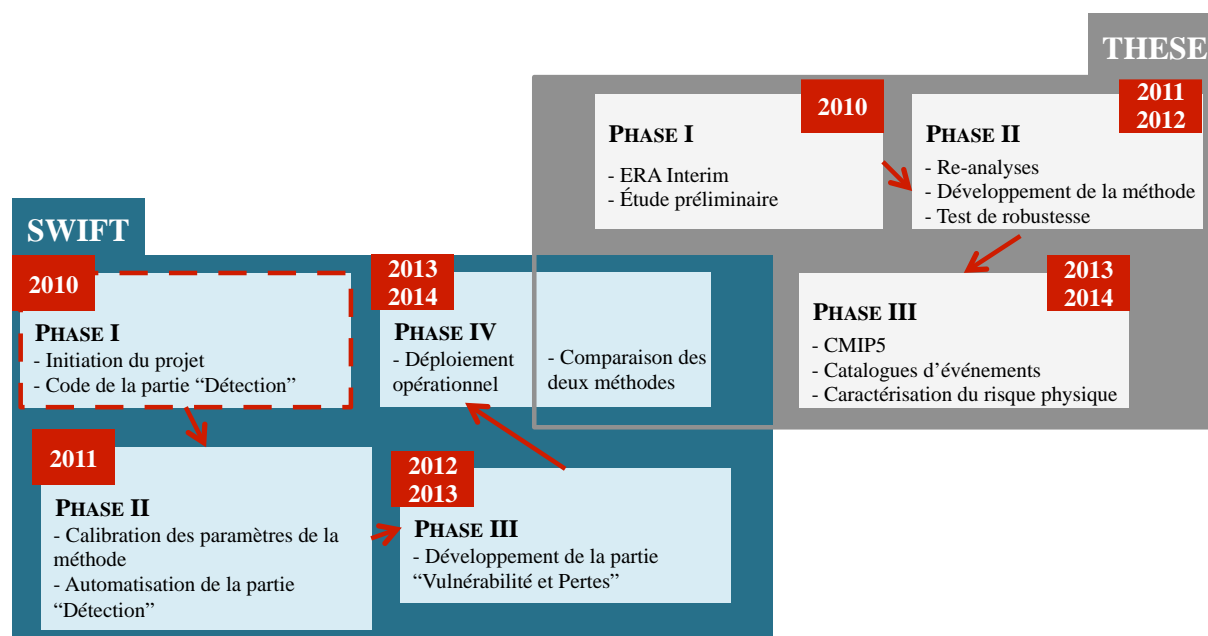 THESE
2010
PHASE I
- ERA Interim
- Étude préliminaire
2011
2012
PHASE II
- Re-analyses
- Développement de la méthode
- Test de robustesse
2013
2014
PHASE III
- CMIP5
- Catalogues d’événements
- Caractérisation du risque physique
SWIFT
2010
PHASE I
- Initiation du projet
- Code de la partie “Détection”
2011
PHASE II
- Calibration des paramètres de la
méthode
- Automatisation de la partie
“Détection”
2012
2013
PHASE III
- Développement de la partie
“Vulnérabilité et Pertes”
2013
2014
PHASE IV
- Déploiement
opérationnel
- Comparaison des
deux méthodes